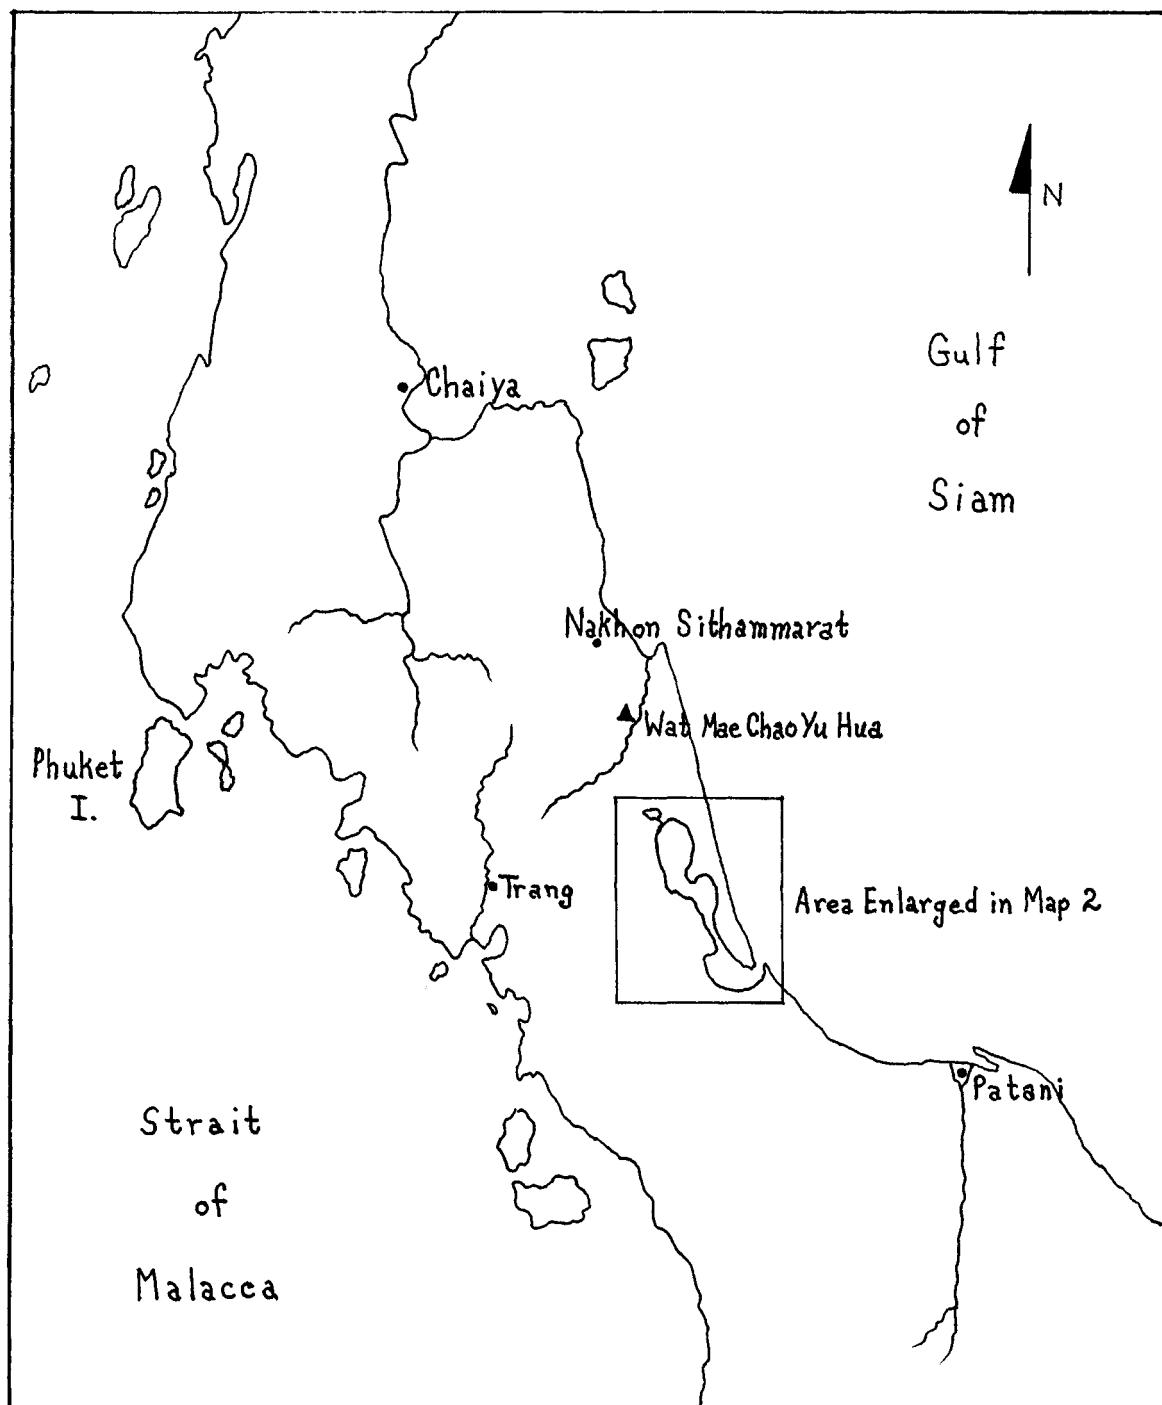 N
Gulf
of
Siam
Chaiya
Nakhon Sithammarat
Wat Mae Chao Yu Hua
Phuket
I.
Trang
Area Enlarged in Map 2
Patani
Strait
of
Malacca